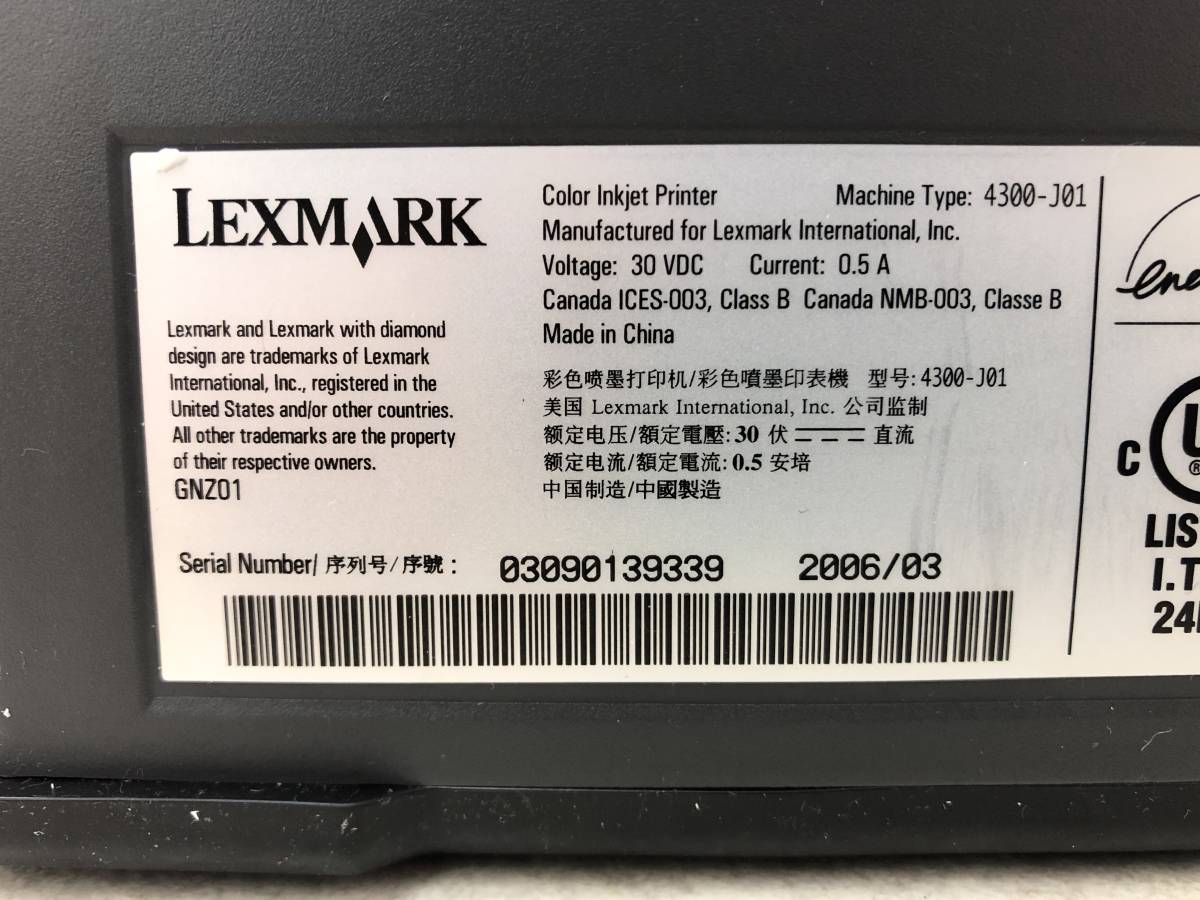 LEXMARK
Lexmark and Lexmark with diamond
design are trademarks of Lexmark
International, Inc., registered in the
United States and/or other countries.
All other trademarks are the property
of their respective owners.
GNZ01
Color Inkjet Printer Machine Type: 4300-J01
Manufactured for Lexmark International, Inc.
Voltage: 30 VDC Current: 0.5 A
Canada ICES-003, Class B Canada NMB-003, Classe B
Made in China
彩色喷墨打印机/彩色噴墨印表機 型号:4300-J01
美国 Lexmark International, Inc. 公司监制
额定电压/額定電壓:30 伏 直流
额定电流/額定電流:0.5 安培
中国制造/中國製造
Serial Number/ 序列号/序號: 03090139339 2006/03
C
I.T